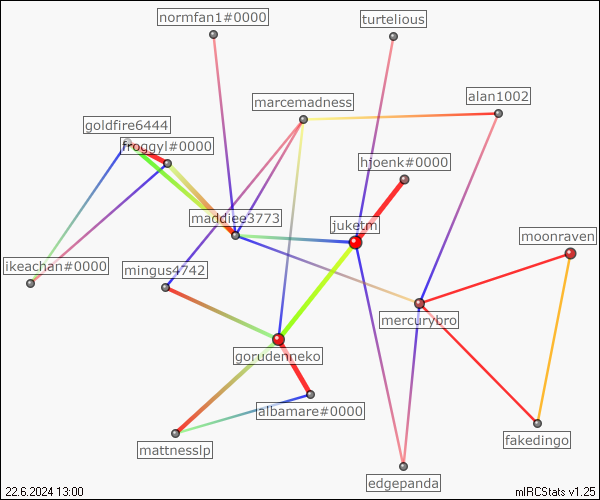 normfan1#0000
turtelious
marcemadness
alan1002
goldfire6444
froggyl#0000
hjoenk#0000
maddiee3773
juketm
moonraven
ikeachan#0000
mingus4742
mercurybro
gorudenneko
albamare#0000
mattnesslp
fakedingo
edgepanda
22.6.2024 13:00
mIRCStats v1.25